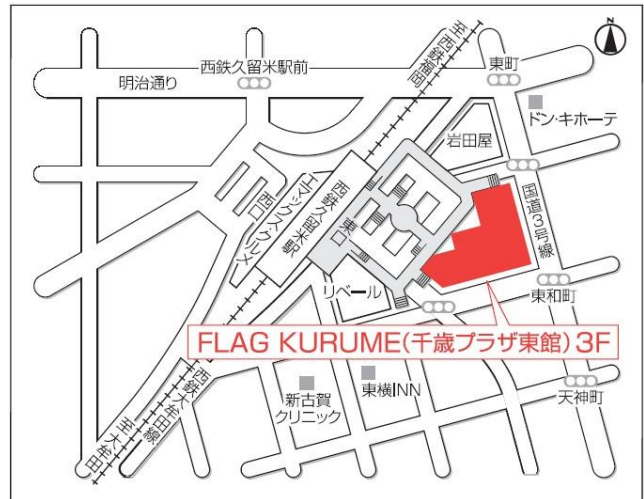 N
至西鉄福岡
東町
西鉄久留米駅前
明治通り
ドン・キホーテ
岩田屋
国道3号線
エマックスクルメ
西口
西鉄久留米駅
東口
リベール
東和町
FLAG KURUME(千歳プラザ東館)3F
新古賀
クリニック
東横INN
天神町
西鉄大牟田線
至大牟田